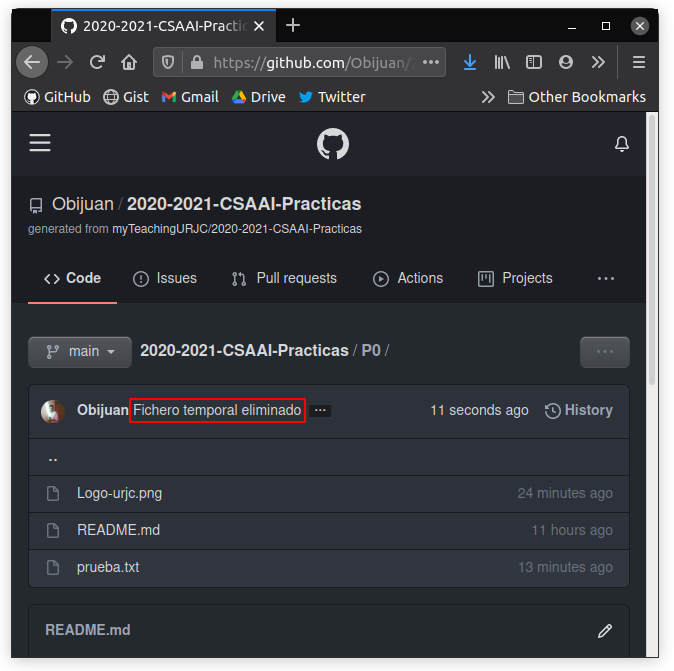 2020-2021-CSAAI-Practic
https://github.com/Obijuan/
GitHub Gist Gmail Drive Twitter Other Bookmarks
Obijuan / 2020-2021-CSAAI-Practicas
generated from myTeachingURJC/2020-2021-CSAAI-Practicas
Code Issues Pull requests Actions Projects ...
main 2020-2021-CSAAI-Practicas / P0 / ...
Obijuan Fichero temporal eliminado ... 11 seconds ago History
..
Logo-urjc.png 24 minutes ago
README.md 11 hours ago
prueba.txt 13 minutes ago
README.md